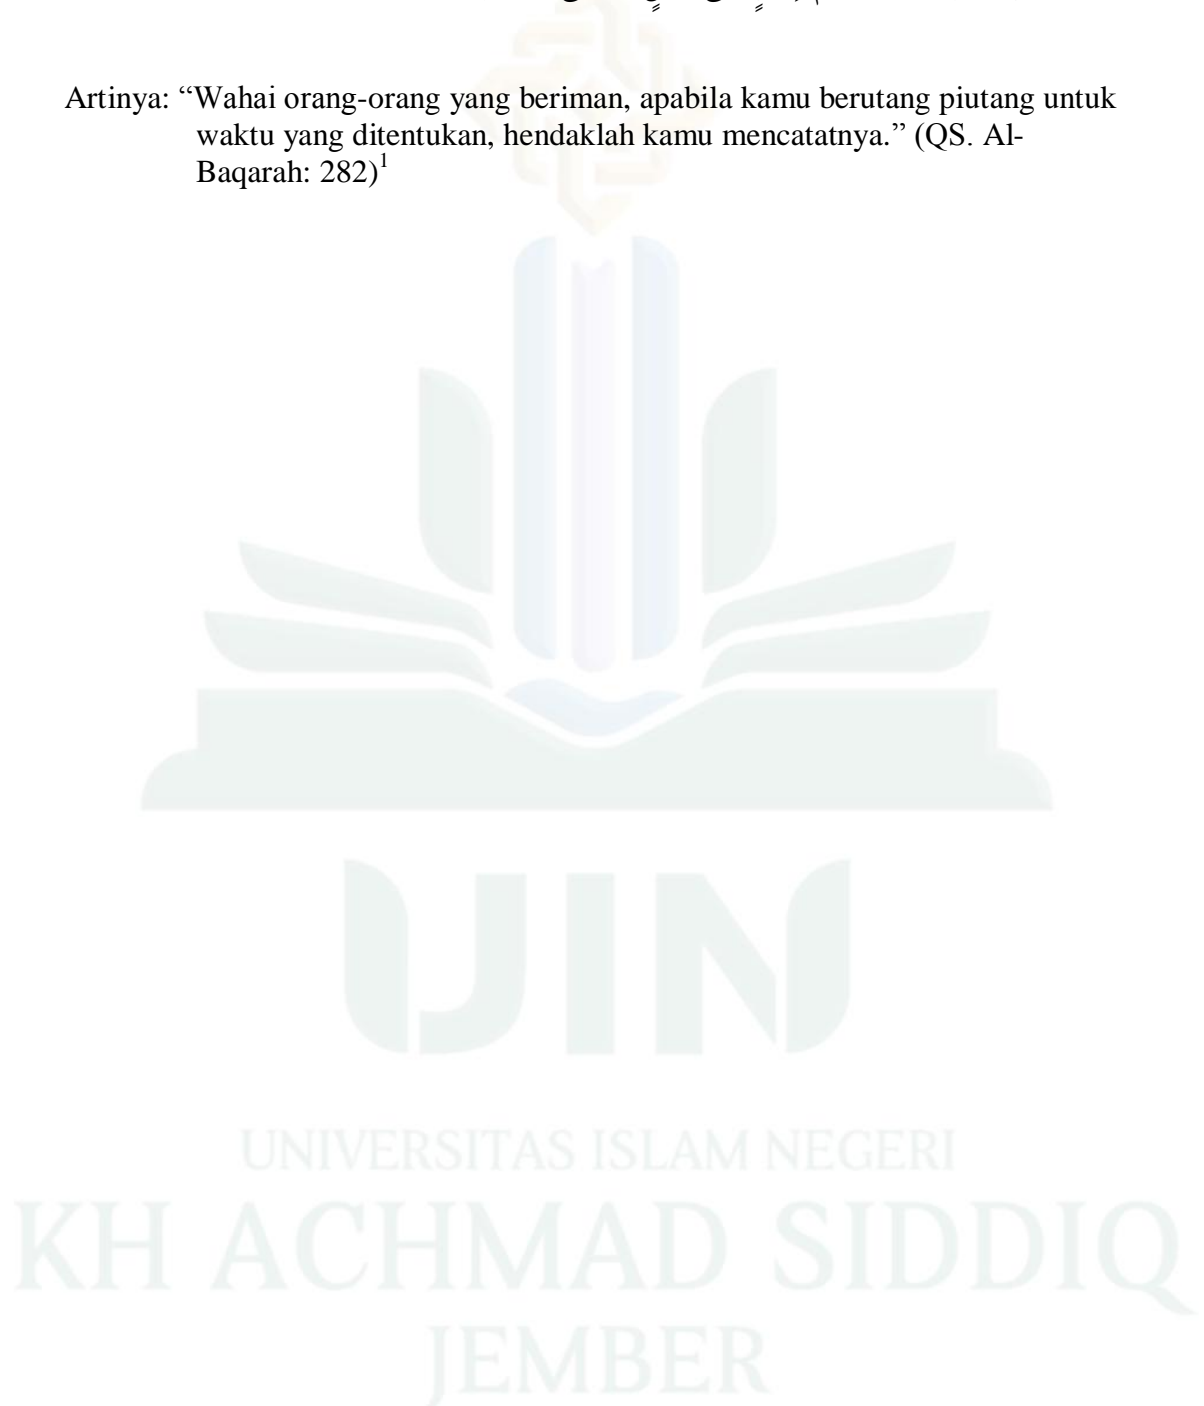 Artinya: “Wahai orang-orang yang beriman, apabila kamu berutang piutang untuk
waktu yang ditentukan, hendaklah kamu mencatatnya.” (QS. Al-
Baqarah: 282)1
UIN
UNIVERSITAS ISLAM NEGERI
KH ACHMAD SIDDIQ
JEMBER